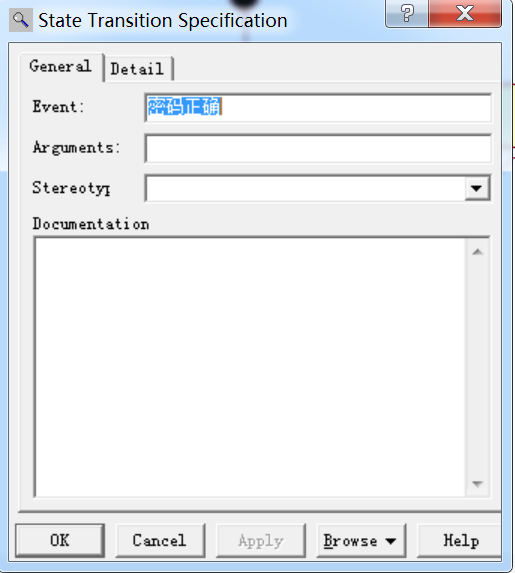 State Transition Specification
General Detail
Event: 密码正确
Arguments:
Stereoty
Documentation
OK Cancel Apply Browse Help